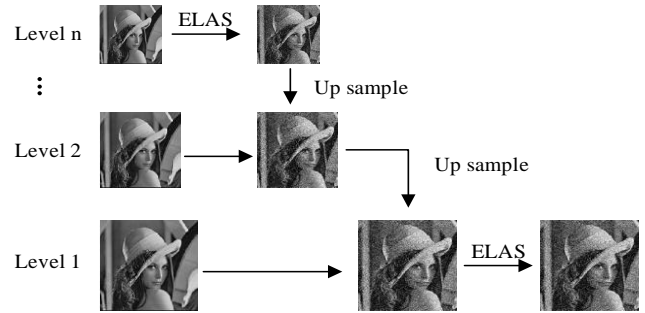 Level n
ELAS
⋮
Up sample
Level 2
Up sample
Level 1
ELAS